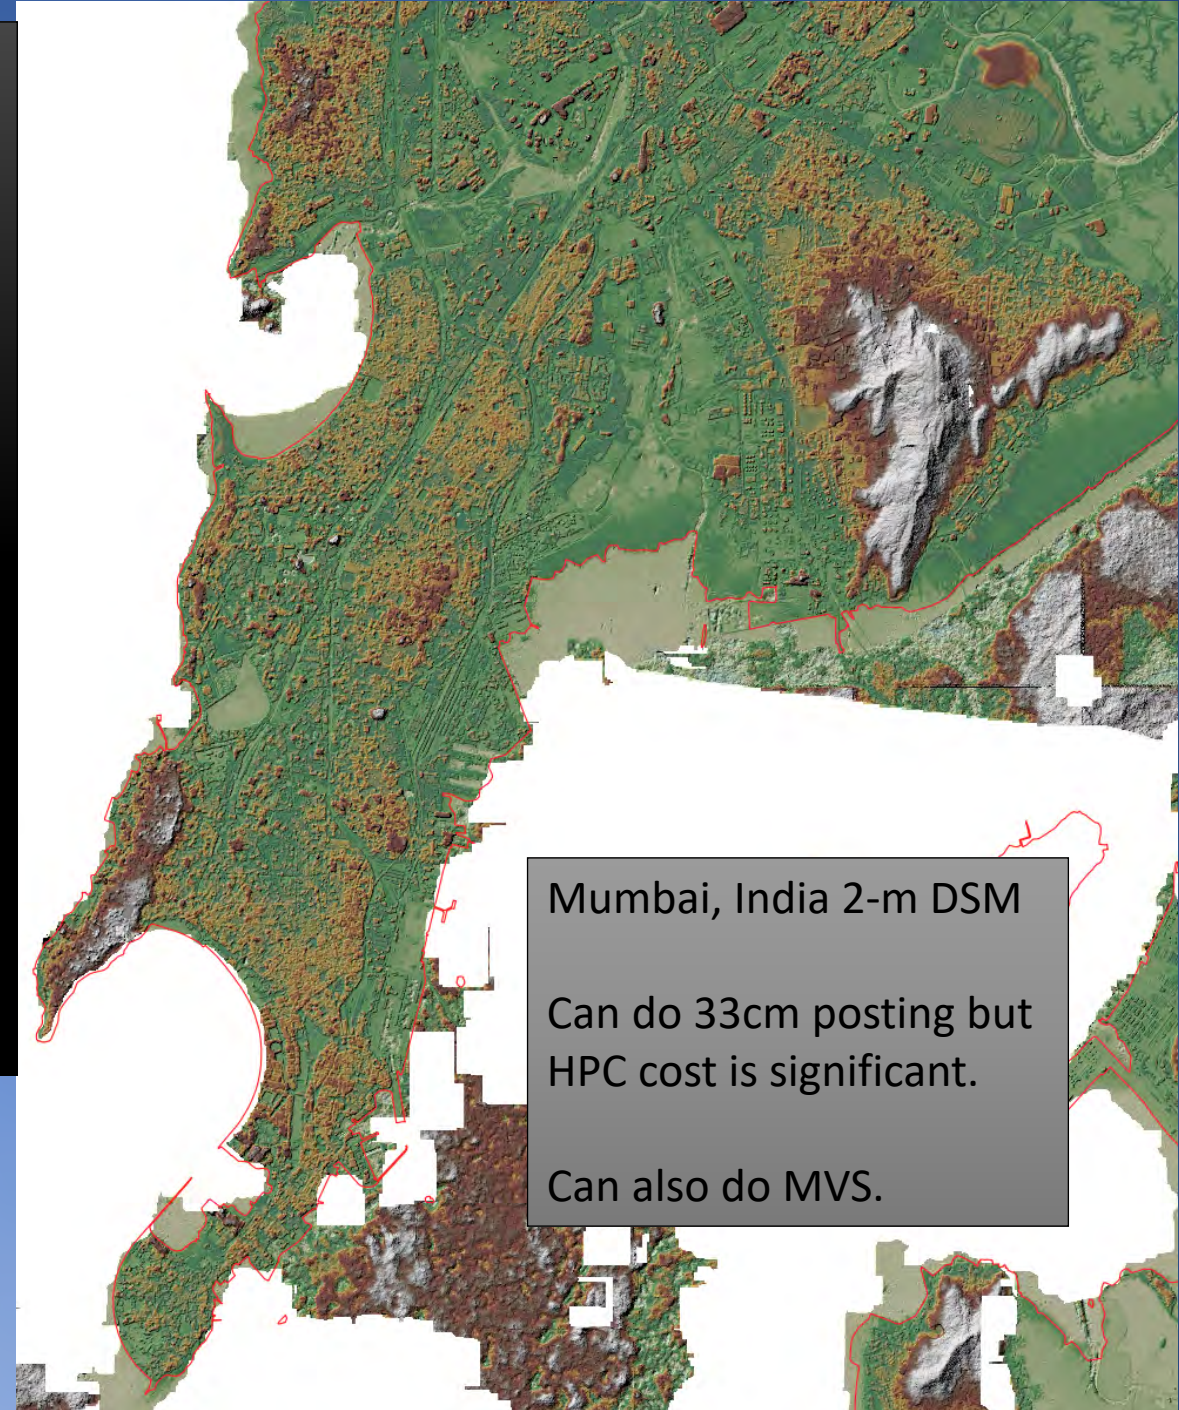 Mumbai, India 2-m DSM
Can do 33cm posting but
HPC cost is significant.
Can also do MVS.